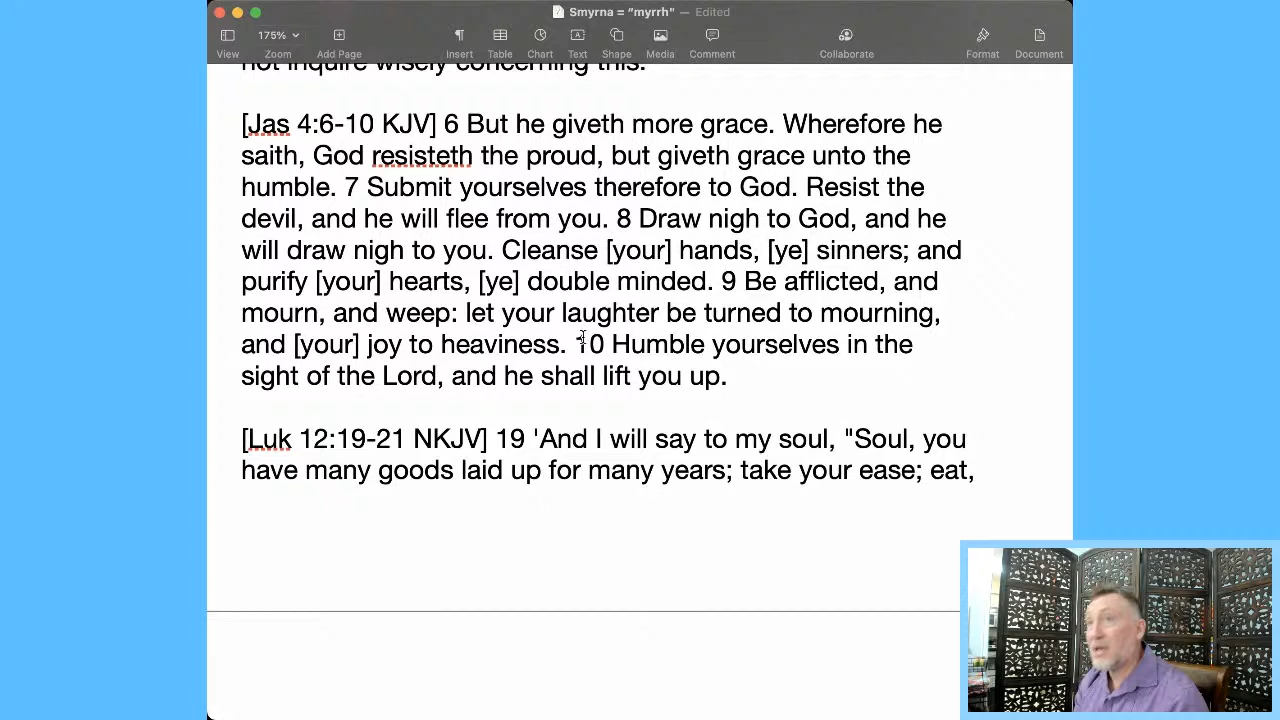 Smyrna = "myrrh" — Edited
175%
View Zoom Add Page Insert Table Chart Text Shape Media Comment Collaborate Format Document
not inquire wisely concerning this.
[Jas 4:6-10 KJV] 6 But he giveth more grace. Wherefore he
saith, God resisteth the proud, but giveth grace unto the
humble. 7 Submit yourselves therefore to God. Resist the
devil, and he will flee from you. 8 Draw nigh to God, and he
will draw nigh to you. Cleanse [your] hands, [ye] sinners; and
purify [your] hearts, [ye] double minded. 9 Be afflicted, and
mourn, and weep: let your laughter be turned to mourning,
and [your] joy to heaviness. 10 Humble yourselves in the
sight of the Lord, and he shall lift you up.
[Luk 12:19-21 NKJV] 19 'And I will say to my soul, "Soul, you
have many goods laid up for many years; take your ease; eat,